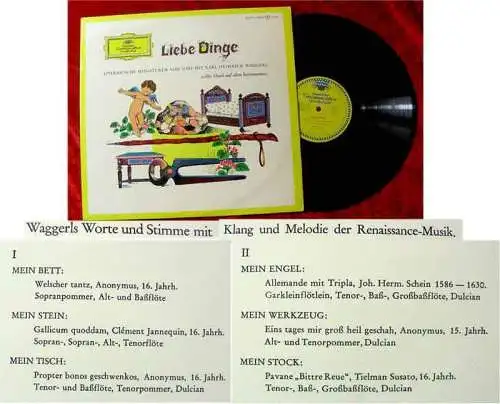 Liebe Dinge
Waggerls Worte und Stimme mit Klang und Melodie der Renaissance-Musik.
I
MEIN BETT:
Welscher tantz, Anonymus, 16. Jahrh.
Sopranpommer, Alt- und Baßflöte
MEIN STEIN:
Gallicum quoddam, Clément Jannequin, 16. Jahrh.
Sopran-, Sopran-, Alt-, Tenorflöte
MEIN TISCH:
Propter bonos geschwenkos, Anonymus, 16. Jahrh.
Tenor- und Baßflöte, Tenorpommer, Dulcian
II
MEIN ENGEL:
Allemande mit Tripla, Joh. Herm. Schein 1586 — 1630.
Garkleinflötlein, Tenor-, Baß-, Großbaßflöte, Dulcian
MEIN WERKZEUG:
Eins tages mir groß heil geschah, Anonymus, 15. Jahrh.
Alt- und Tenorpommer, Dulcian
MEIN STOCK:
Pavane „Bittre Reue", Tielman Susato, 16. Jahrh.
Tenor-, Baß-, Großbaßflöte, Dulcian